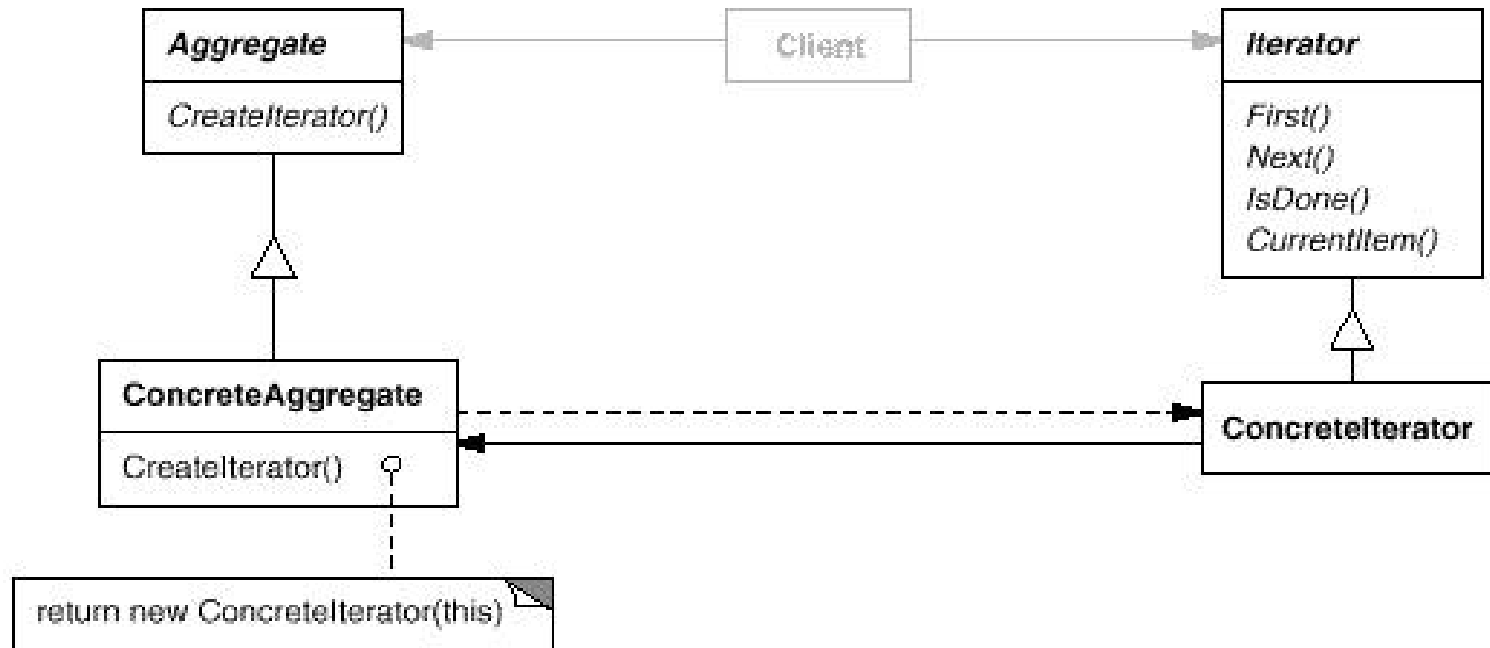 Aggregate
CreateIterator()
Client
Iterator
First()
Next()
IsDone()
CurrentItem()
ConcreteAggregate
CreateIterator()
ConcreteIterator
return new ConcreteIterator(this)